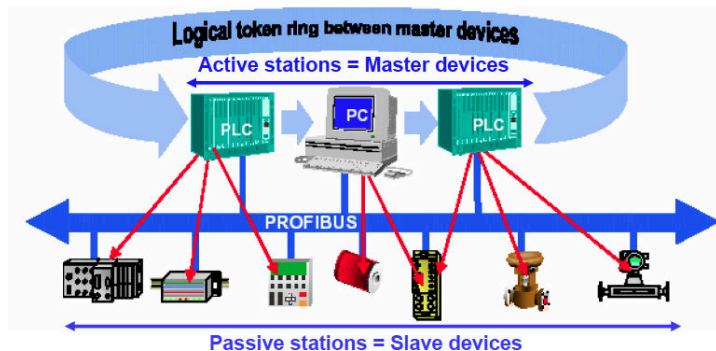 Logical token ring between master devices
Active stations = Master devices
PLC
PC
PLC
PROFIBUS
Passive stations = Slave devices